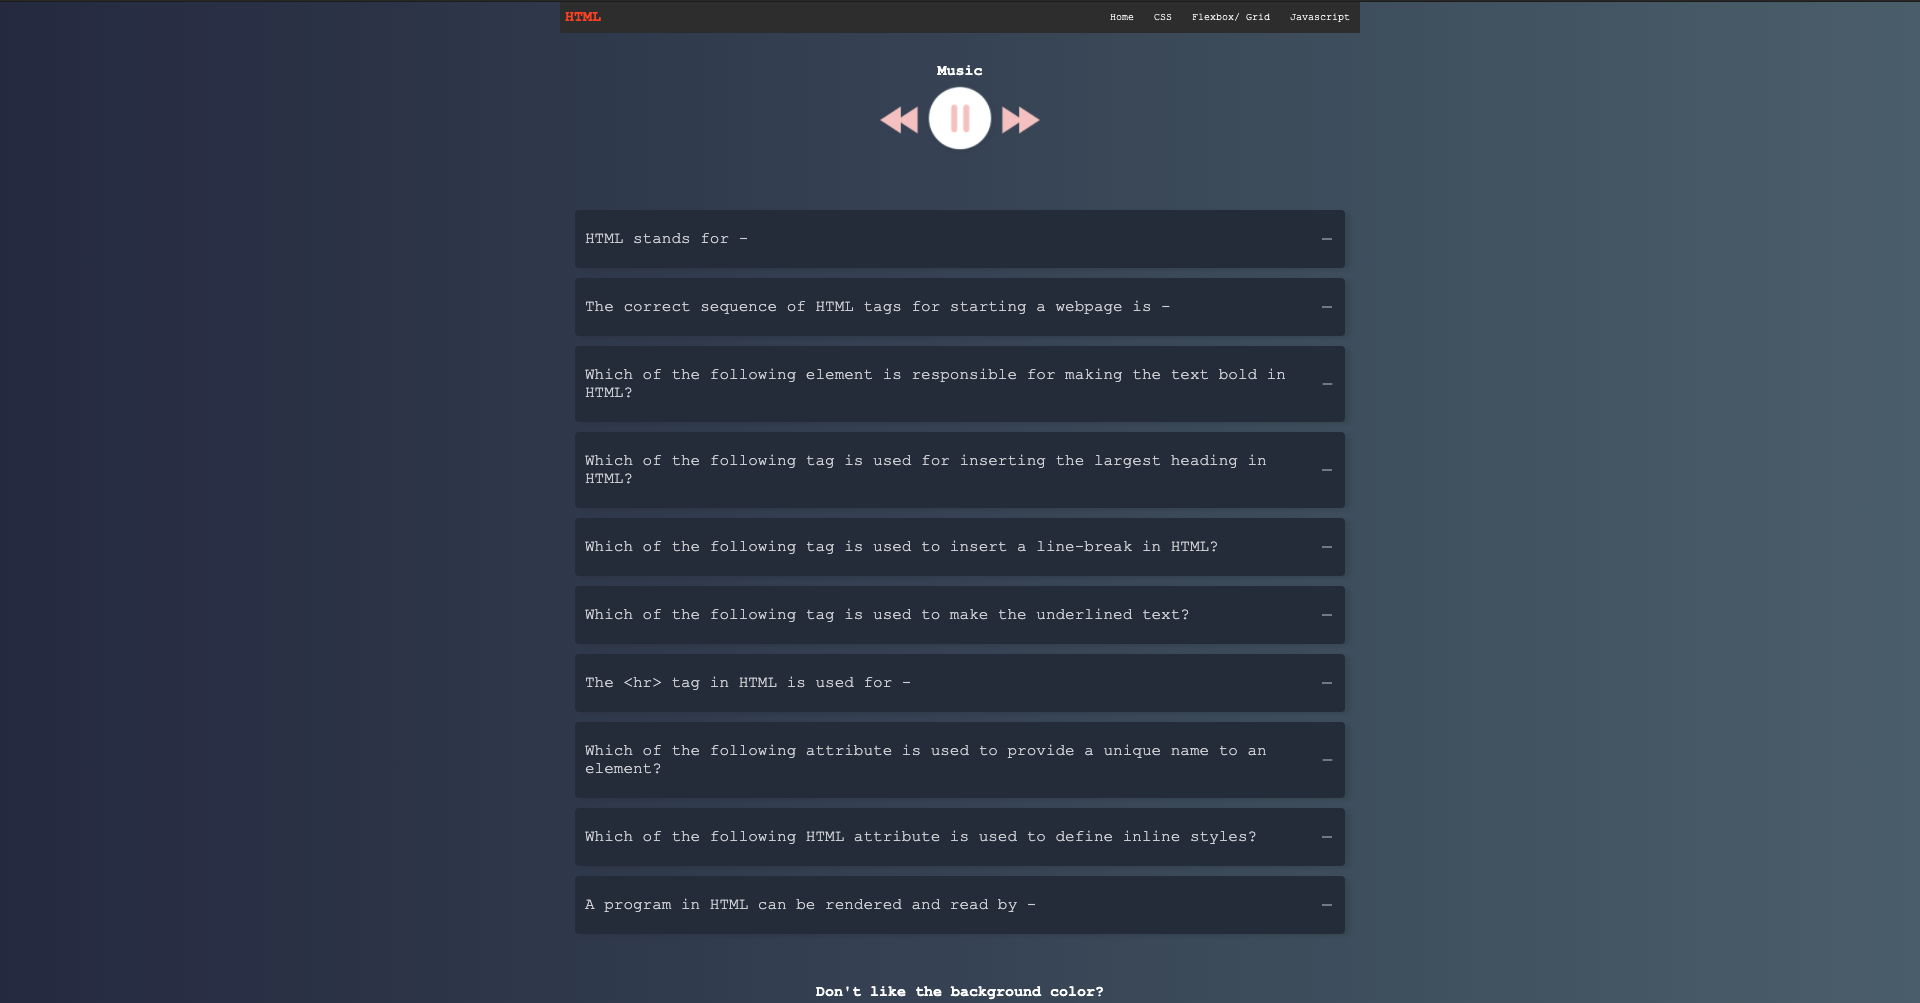 HTML
Home CSS Flexbox/ Grid Javascript
Music
HTML stands for -
The correct sequence of HTML tags for starting a webpage is -
Which of the following element is responsible for making the text bold in
HTML?
Which of the following tag is used for inserting the largest heading in
HTML?
Which of the following tag is used to insert a line-break in HTML?
Which of the following tag is used to make the underlined text?
The <hr> tag in HTML is used for -
Which of the following attribute is used to provide a unique name to an
element?
Which of the following HTML attribute is used to define inline styles?
A program in HTML can be rendered and read by -
Don't like the background color?